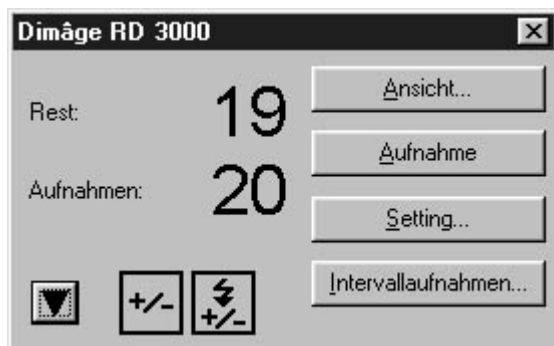 Dimâge RD 3000
Rest: 19
Aufnahmen: 20
Ansicht...
Aufnahme
Setting...
Intervallaufnahmen...
+/-
+/-